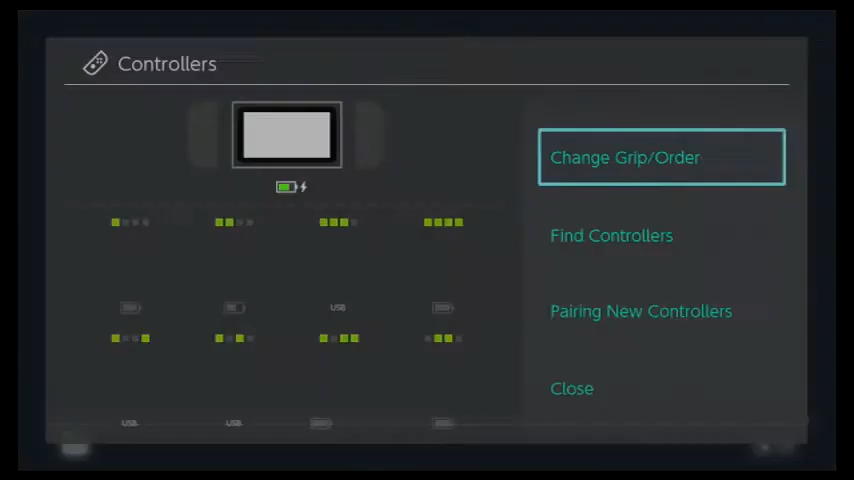 Controllers
Change Grip/Order
Find Controllers
USB
Pairing New Controllers
Close
USB
USB